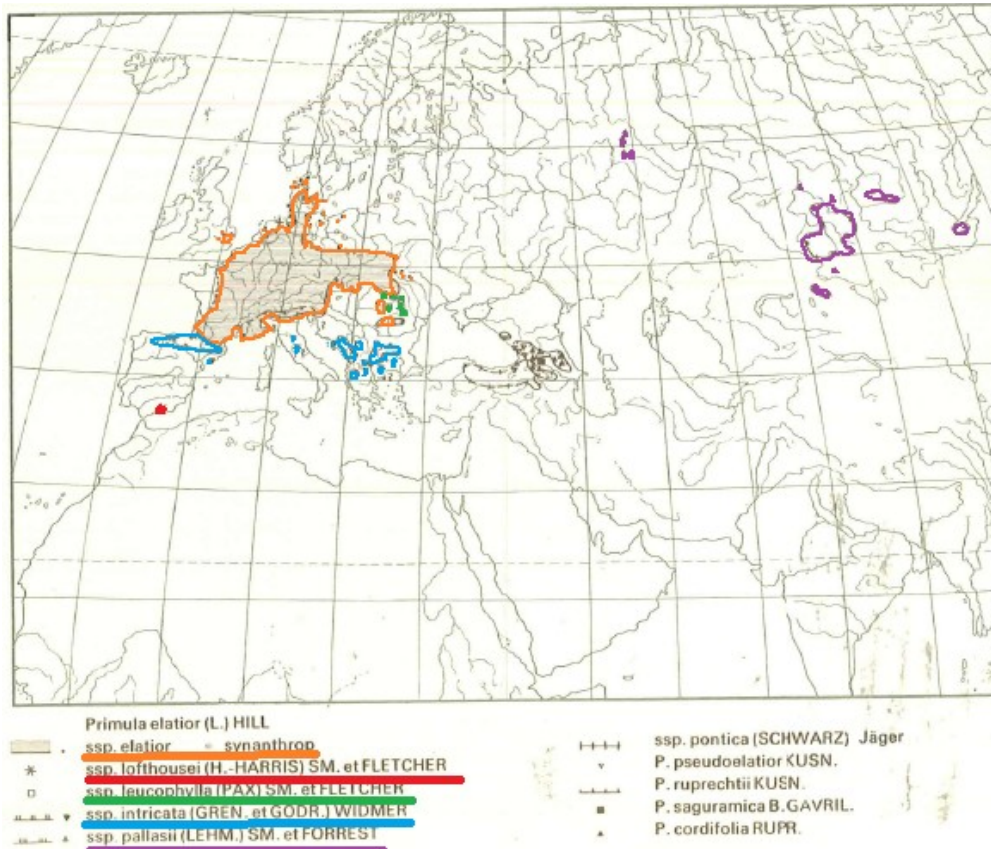 Primula elatior (L.) HILL
ssp. elatior synanthrop
ssp. lofthousei (H.-HARRIS) SM. et FLETCHER
ssp. leucophylla (PAX) SM. et FLETCHER
ssp. intricata (GREN. et GODR.) WIDMER
ssp. pallasii (LEHM.) SM. et FORREST
ssp. pontica (SCHWARZ) Jäger
P. pseudoelatior KUSN.
P. ruprechtii KUSN.
P. saguramica B.GAVRIL.
P. cordifolia RUPR.